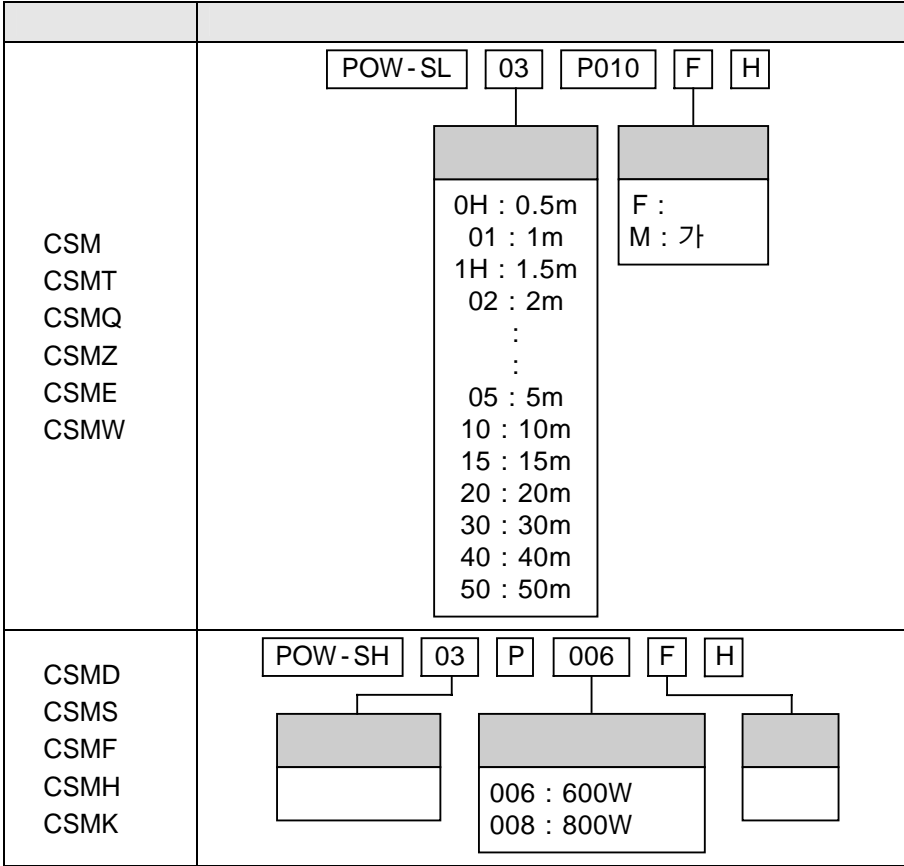 POW-SL 03 P010 F H
0H : 0.5m
01 : 1m
1H : 1.5m
02 : 2m
:
:
05 : 5m
10 : 10m
15 : 15m
20 : 20m
30 : 30m
40 : 40m
50 : 50m
F :
M : 가
CSM
CSMT
CSMQ
CSMZ
CSME
CSMW
POW-SH 03 P 006 F H
006 : 600W
008 : 800W
CSMD
CSMS
CSMF
CSMH
CSMK